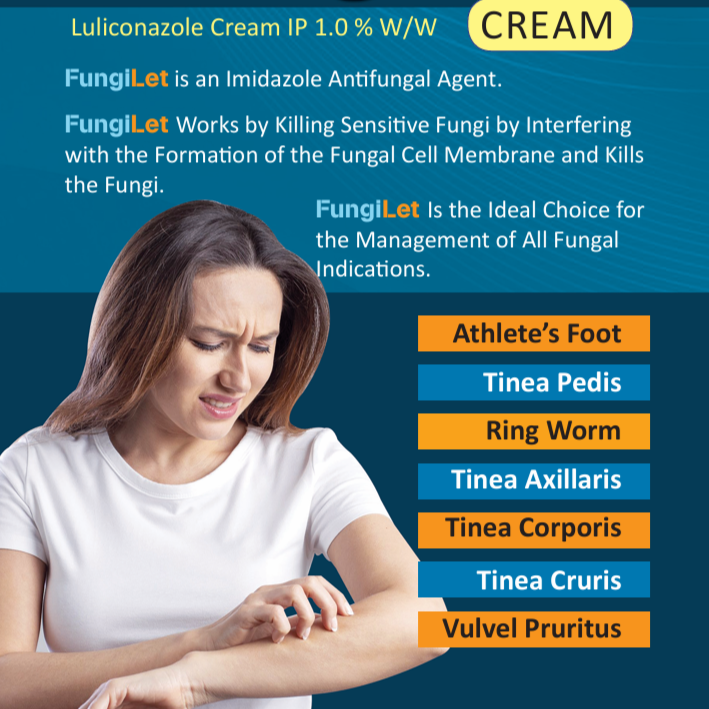 Luliconazole Cream IP 1.0 % W/W
CREAM
FungiLet is an Imidazole Antifungal Agent.
FungiLet Works by Killing Sensitive Fungi by Interfering
with the Formation of the Fungal Cell Membrane and Kills
the Fungi.
FungiLet Is the Ideal Choice for
the Management of All Fungal
Indications.
Athlete's Foot
Tinea Pedis
Ring Worm
Tinea Axillaris
Tinea Corporis
Tinea Cruris
Vulvel Pruritus